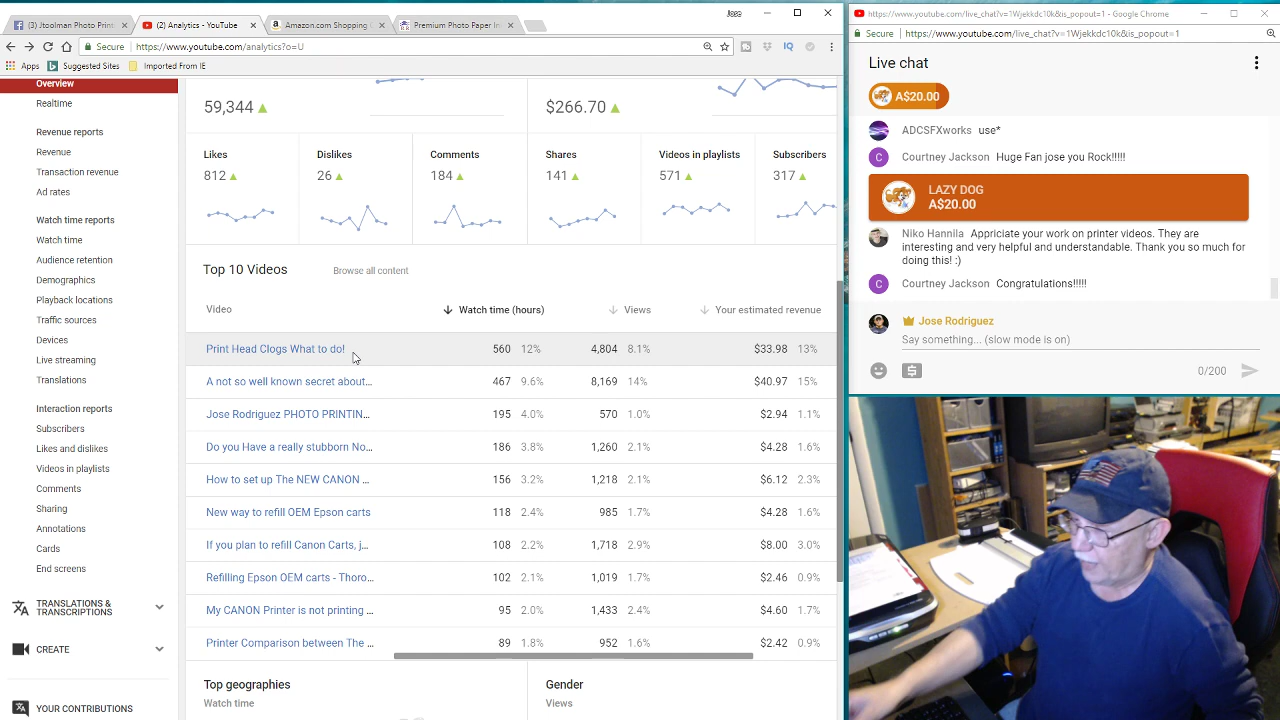 (3) Jtoolman Photo Print
(2) Analytics - YouTube
Amazon.com Shopping
Premium Photo Paper In
Jose
Secure https://www.youtube.com/analytics?o=U
IQ
Apps Suggested Sites Imported From IE
Overview
Realtime
Revenue reports
Revenue
Transaction revenue
Ad rates
Watch time reports
Watch time
Audience retention
Demographics
Playback locations
Traffic sources
Devices
Live streaming
Translations
Interaction reports
Subscribers
Likes and dislikes
Videos in playlists
Comments
Sharing
Annotations
Cards
End screens
TRANSLATIONS &
TRANSCRIPTIONS
CREATE
YOUR CONTRIBUTIONS
52,344 $266.70
Likes Dislikes Comments Shares Videos in playlists Subscribers
812 26 184 141 571 317
Top 10 Videos Browse all content
Video Watch time (hours) Views Your estimated revenue
Print Head Clogs What to do! 560 12% 4,804 8.1% $33.98 13%
A not so well known secret about... 467 9.6% 8,169 14% $40.97 15%
Jose Rodriguez PHOTO PRINTIN... 195 4.0% 570 1.0% $2.94 1.1%
Do you Have a really stubborn No... 186 3.8% 1,260 2.1% $4.28 1.6%
How to set up The NEW CANON ... 156 3.2% 1,218 2.1% $6.12 2.3%
New way to refill OEM Epson carts 118 2.4% 985 1.7% $4.28 1.6%
If you plan to refill Canon Carts, j... 108 2.2% 1,718 2.9% $8.00 3.0%
Refilling Epson OEM carts - Thoro... 102 2.1% 1,019 1.7% $2.46 0.9%
My CANON Printer is not printing ... 95 2.0% 1,433 2.4% $4.60 1.7%
Printer Comparison between The ... 89 1.8% 952 1.6% $2.42 0.9%
Top geographies Gender
Watch time Views
https://www.youtube.com/live_chat?v=1Wjekkdc10k&is_popout=1 - Google Chrome
Secure https://www.youtube.com/live_chat?v=1Wjekkdc10k&is_popout=1
Live chat
A$20.00
ADCSFXworks use*
C Courtney Jackson Huge Fan jose you Rock!!!!!
LAZY DOG
A$20.00
Niko Hannila Appriciate your work on printer videos. They are
interesting and very helpful and understandable. Thank you so much for
doing this! :)
C Courtney Jackson Congratulations!!!!!
Jose Rodriguez
Say something... (slow mode is on)
0/200